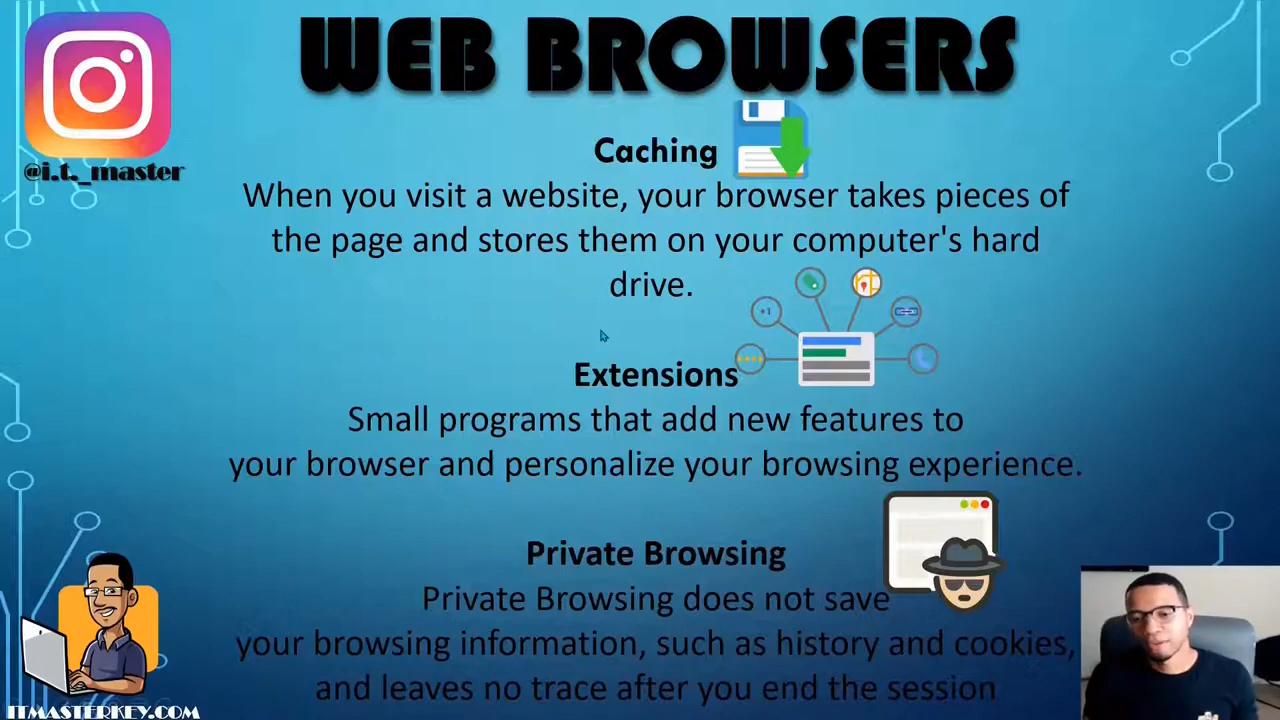 WEB BROWSERS
@i.t._master
Caching
When you visit a website, your browser takes pieces of
the page and stores them on your computer's hard
drive.
+1
Extensions
Small programs that add new features to
your browser and personalize your browsing experience.
Private Browsing
Private Browsing does not save
your browsing information, such as history and cookies,
and leaves no trace after you end the session
ITMASTERKEY.COM